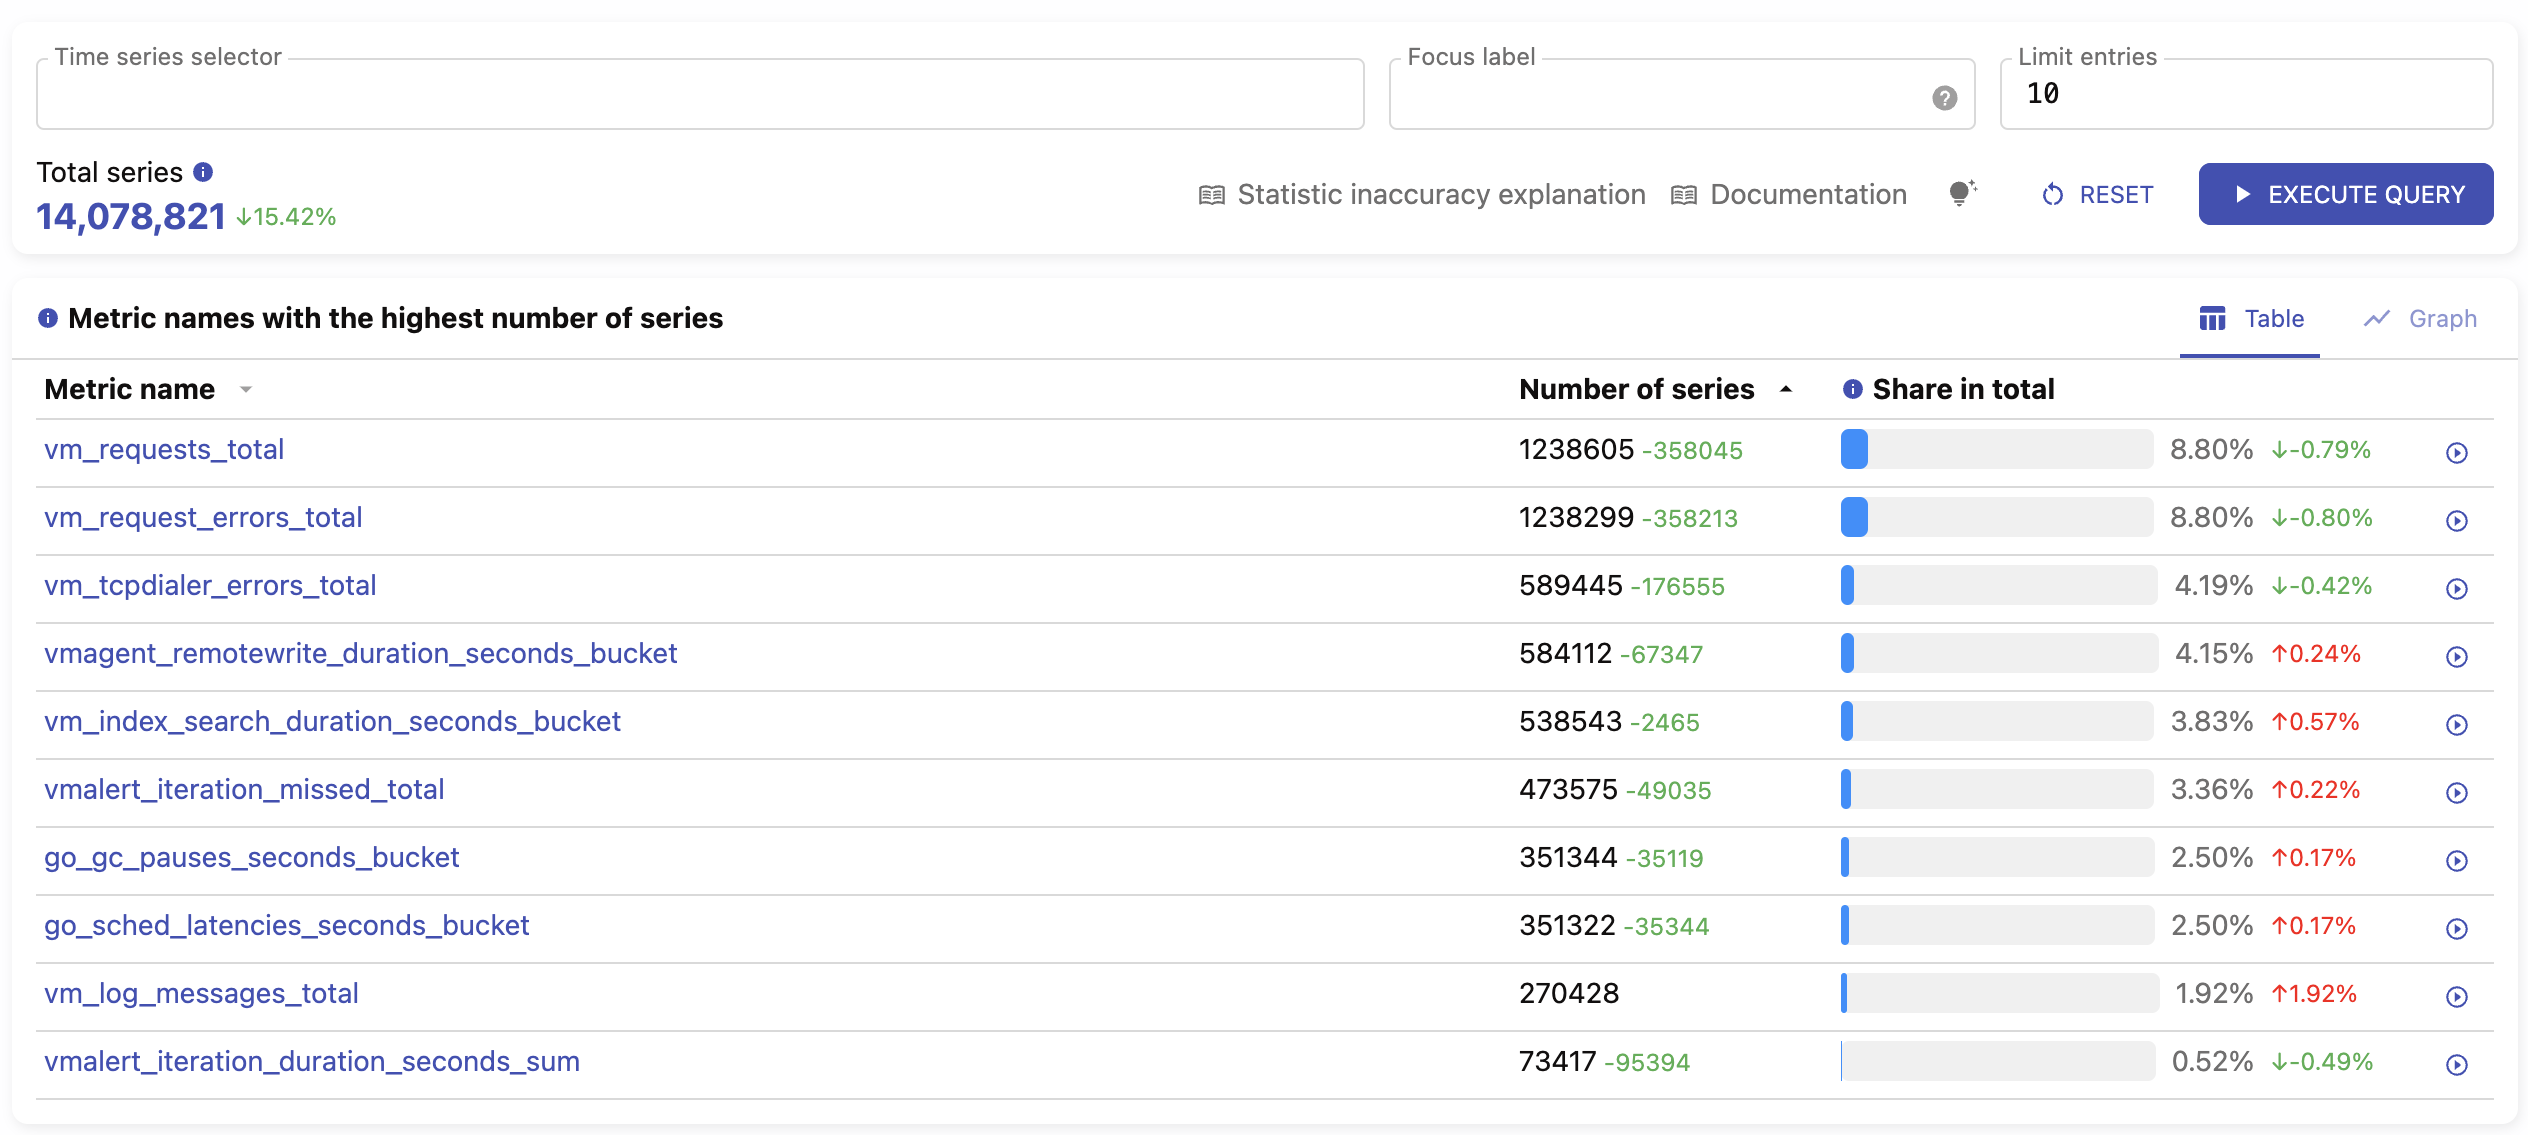 Time series selector
Focus label
Limit entries
10
Total series
14,078,821 ↓15.42%
Statistic inaccuracy explanation
Documentation
RESET
EXECUTE QUERY
Metric names with the highest number of series
Table
Graph
Metric name Number of series Share in total
vm_requests_total 1238605 -358045 8.80% ↓-0.79%
vm_request_errors_total 1238299 -358213 8.80% ↓-0.80%
vm_tcpdialer_errors_total 589445 -176555 4.19% ↓-0.42%
vmagent_remotewrite_duration_seconds_bucket 584112 -67347 4.15% ↑0.24%
vm_index_search_duration_seconds_bucket 538543 -2465 3.83% ↑0.57%
vmalert_iteration_missed_total 473575 -49035 3.36% ↑0.22%
go_gc_pauses_seconds_bucket 351344 -35119 2.50% ↑0.17%
go_sched_latencies_seconds_bucket 351322 -35344 2.50% ↑0.17%
vm_log_messages_total 270428 1.92% ↑1.92%
vmalert_iteration_duration_seconds_sum 73417 -95394 0.52% ↓-0.49%